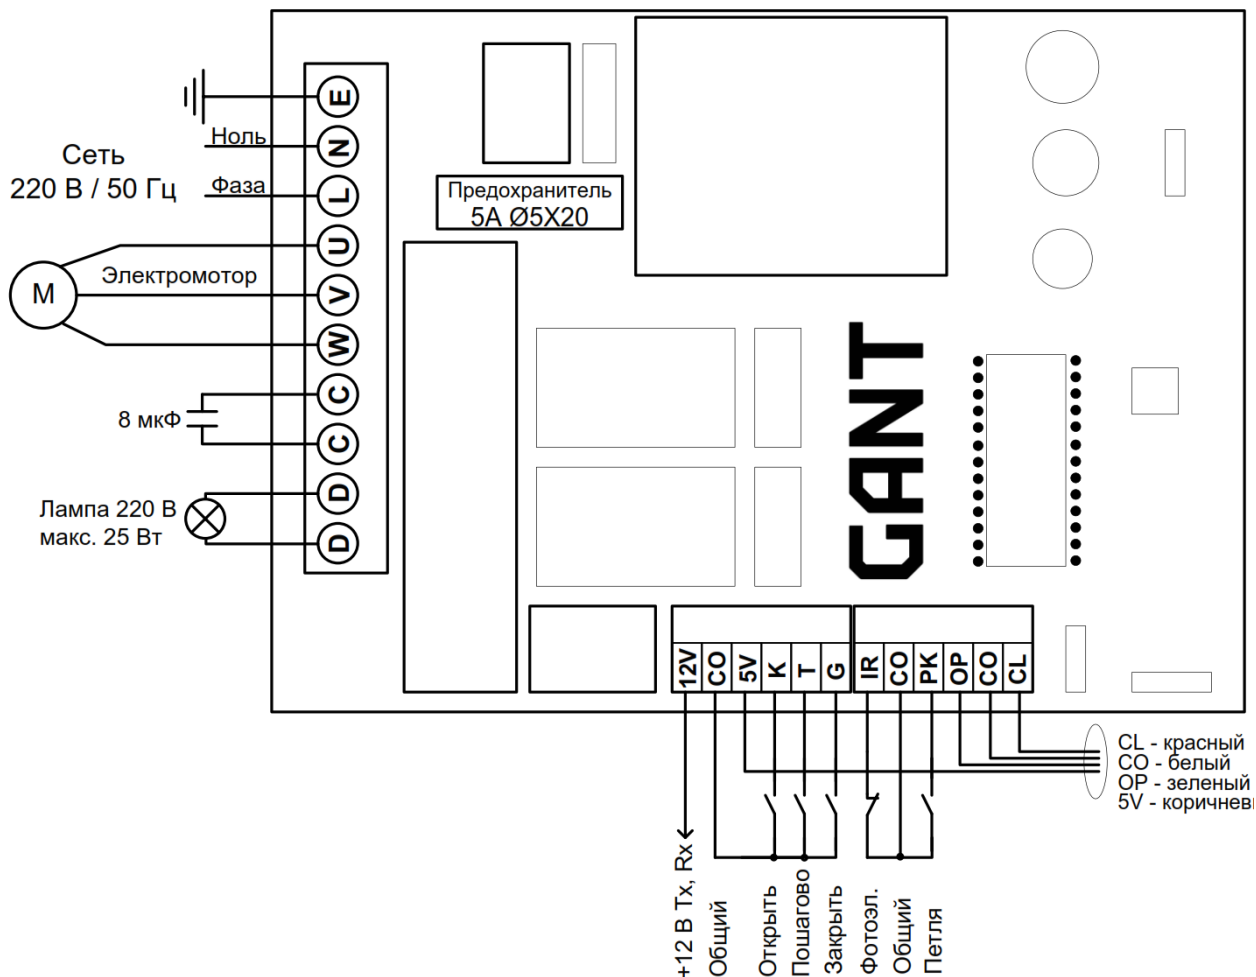 E
N
L
U
V
W
C
C
D
D
Ноль
Фаза
Сеть
220 В / 50 Гц
Электромотор
М
8 мкФ
Лампа 220 В
макс. 25 Вт
Предохранитель
5А Ø5X20
GANT
12V
CO
5V
K
T
G
IR
CO
PK
OP
CO
CL
CL - красный
CO - белый
OP - зеленый
5V - коричнев
+12 В Tx, Rx
Общий
Открыть
Пошагово
Закрыть
Фотоэл.
Общий
Петля